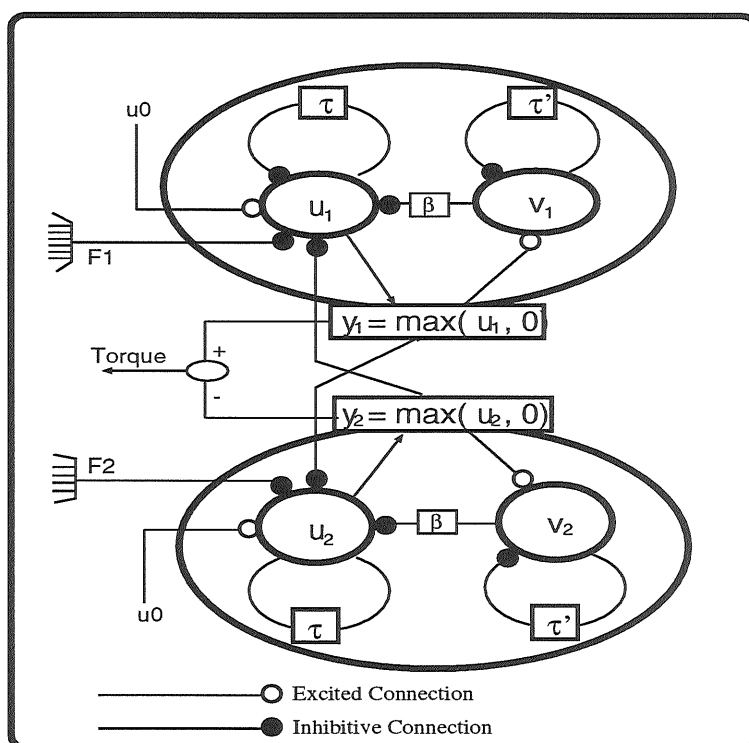 τ
τ'
u0
u1
β
v1
F1
y1 = max( u1, 0)
Torque
+
-
y2 = max( u2, 0)
F2
u2
β
v2
u0
τ
τ'
Excited Connection
Inhibitive Connection